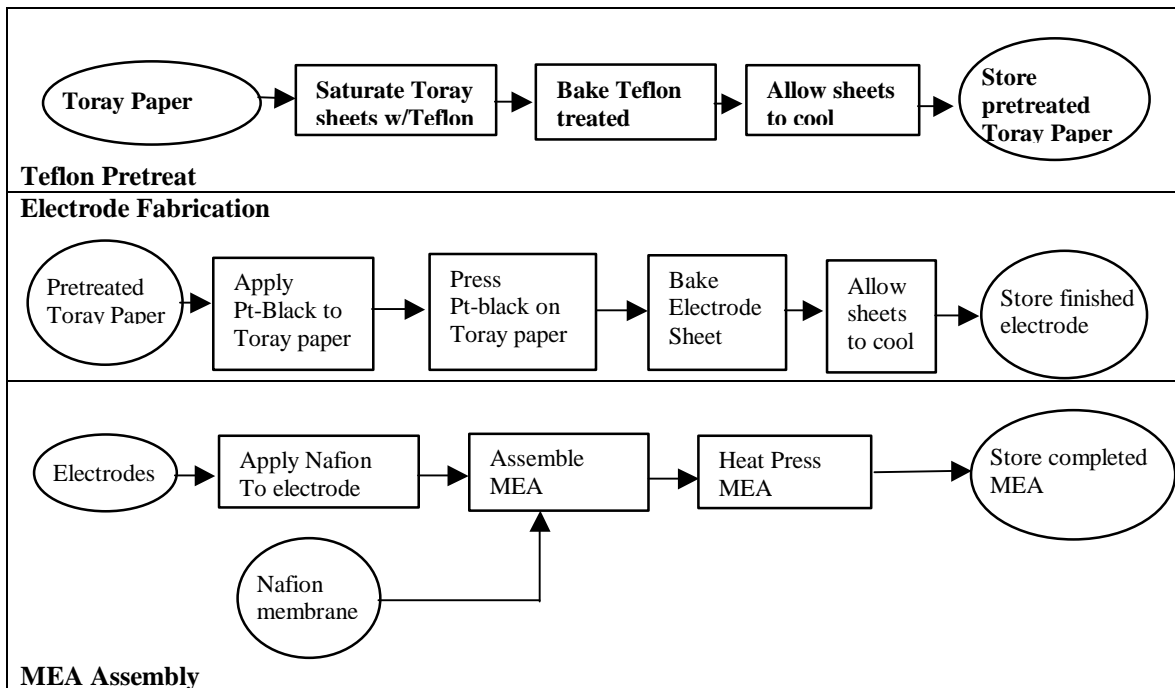 Toray Paper
Saturate Toray
sheets w/Teflon
Bake Teflon
treated
Allow sheets
to cool
Store
pretreated
Toray Paper
Teflon Pretreat
Electrode Fabrication
Pretreated
Toray Paper
Apply
Pt-Black to
Toray paper
Press
Pt-black on
Toray paper
Bake
Electrode
Sheet
Allow
sheets
to cool
Store finished
electrode
Electrodes
Apply Nafion
To electrode
Assemble
MEA
Heat Press
MEA
Store completed
MEA
Nafion
membrane
MEA Assembly